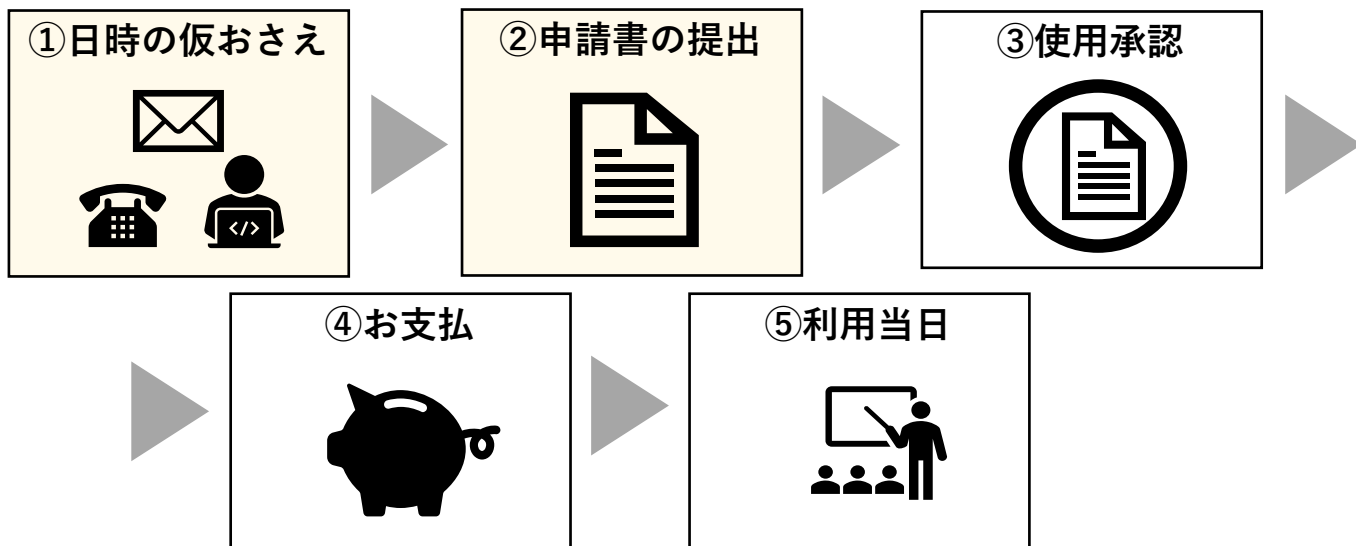 ①日時の仮おさえ
②申請書の提出
③使用承認
④お支払
⑤利用当日